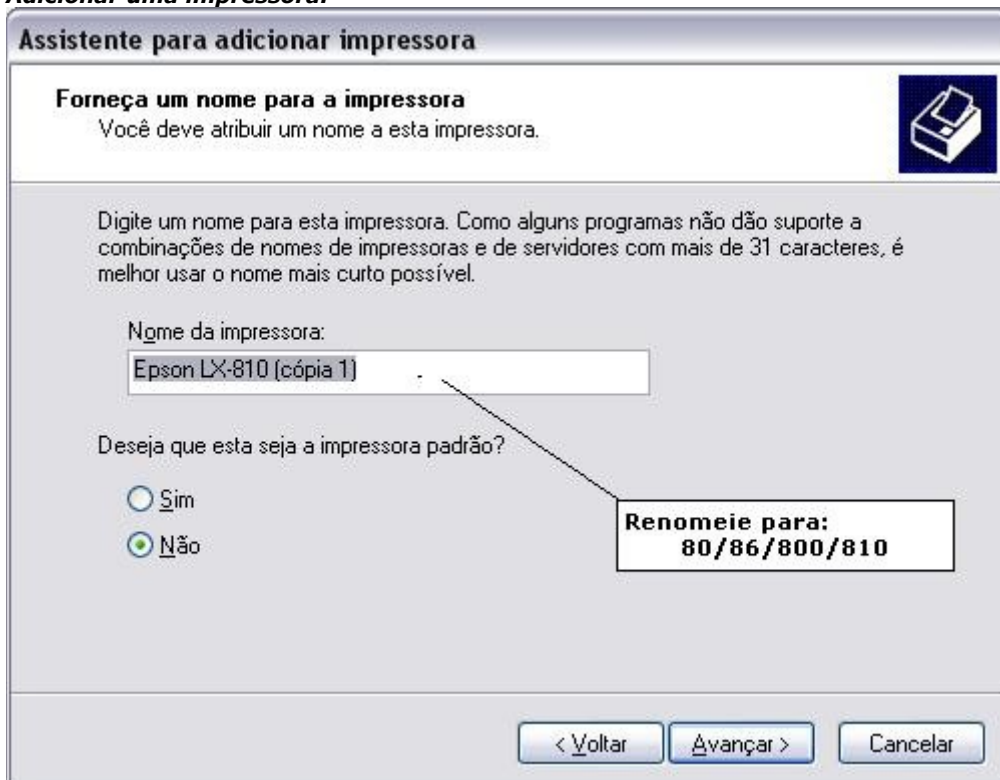 Adicionar uma impressora.
Assistente para adicionar impressora
Forneça um nome para a impressora
Você deve atribuir um nome a esta impressora.
Digite um nome para esta impressora. Como alguns programas não dão suporte a
combinações de nomes de impressoras e de servidores com mais de 31 caracteres, é
melhor usar o nome mais curto possível.
Nome da impressora:
Epson LX-810 (cópia 1)
Deseja que esta seja a impressora padrão?
Sim
Não
Renomeie para:
80/86/800/810
< Voltar
Avançar >
Cancelar